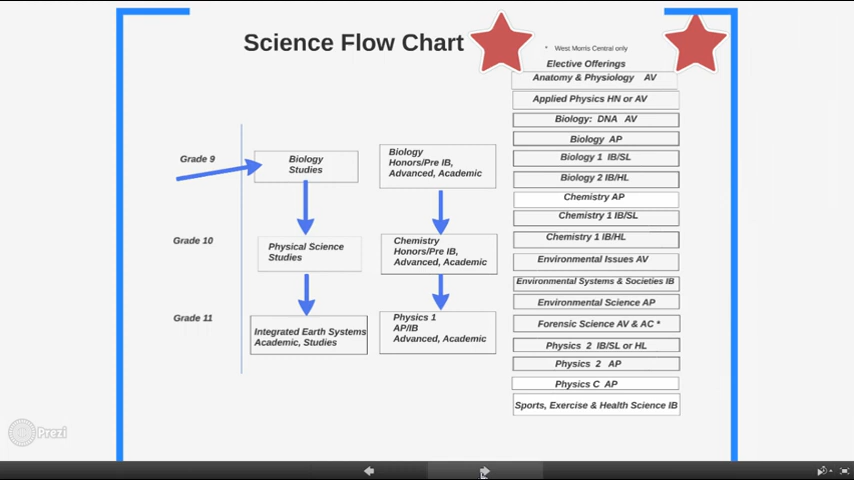 Science Flow Chart
* West Morris Central only
Elective Offerings
Anatomy & Physiology AV
Applied Physics HN or AV
Biology: DNA AV
Biology AP
Biology 1 IB/SL
Biology 2 IB/HL
Chemistry AP
Chemistry 1 IB/SL
Chemistry 1 IB/HL
Environmental Issues AV
Environmental Systems & Societies IB
Environmental Science AP
Forensic Science AV & AC *
Physics 2 IB/SL or HL
Physics 2 AP
Physics C AP
Sports, Exercise & Health Science IB
Grade 9
Biology
Studies
Biology
Honors/Pre IB,
Advanced, Academic
Grade 10
Physical Science
Studies
Chemistry
Honors/Pre IB,
Advanced, Academic
Grade 11
Integrated Earth Systems
Academic, Studies
Physics 1
AP/IB
Advanced, Academic
Prezi